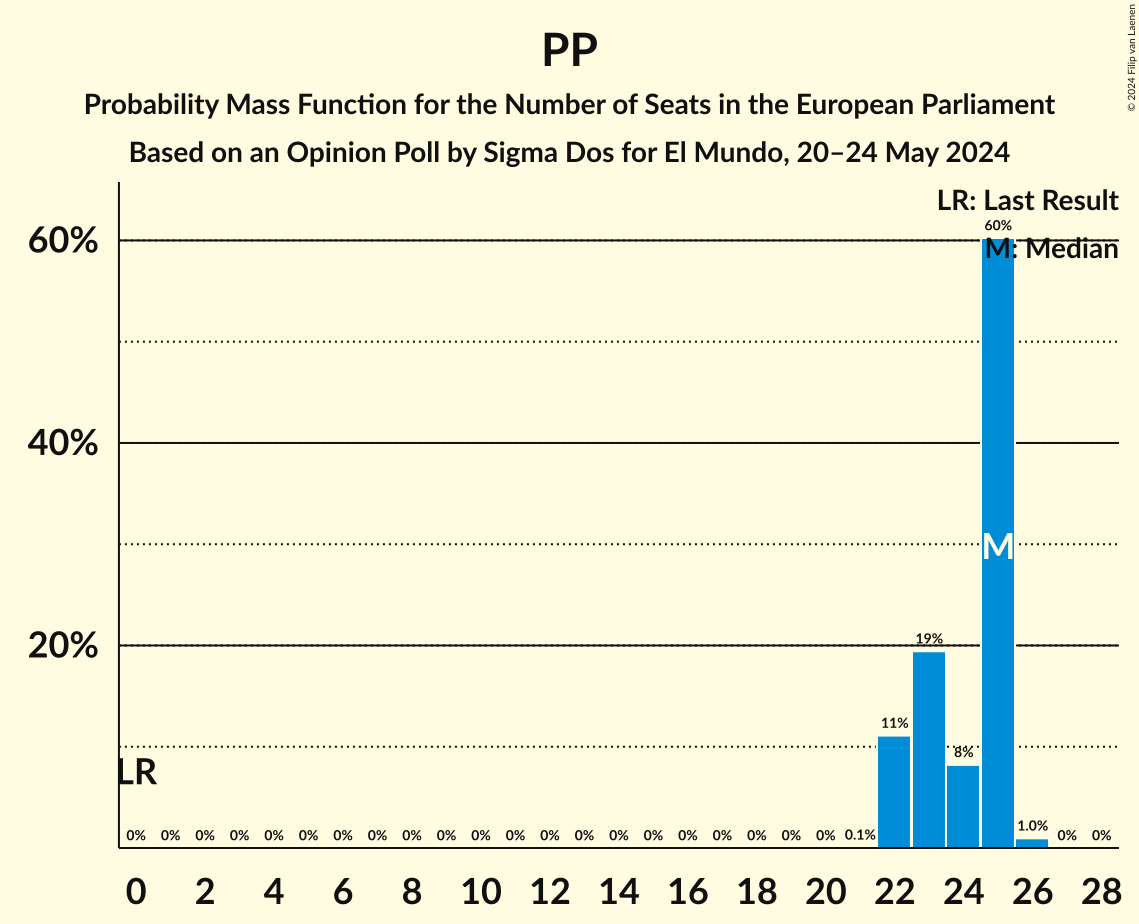 PP
Probability Mass Function for the Number of Seats in the European Parliament
Based on an Opinion Poll by Sigma Dos for El Mundo, 20–24 May 2024
© 2024 Filip van Laenen
LR: Last Result
M: Median
60%
40%
20%
60%
M
19%
11%
8%
LR
0% 0% 0% 0% 0% 0% 0% 0% 0% 0% 0% 0% 0% 0% 0% 0% 0% 0% 0% 0% 0% 0.1% 1.0% 0% 0%
0 2 4 6 8 10 12 14 16 18 20 22 24 26 28